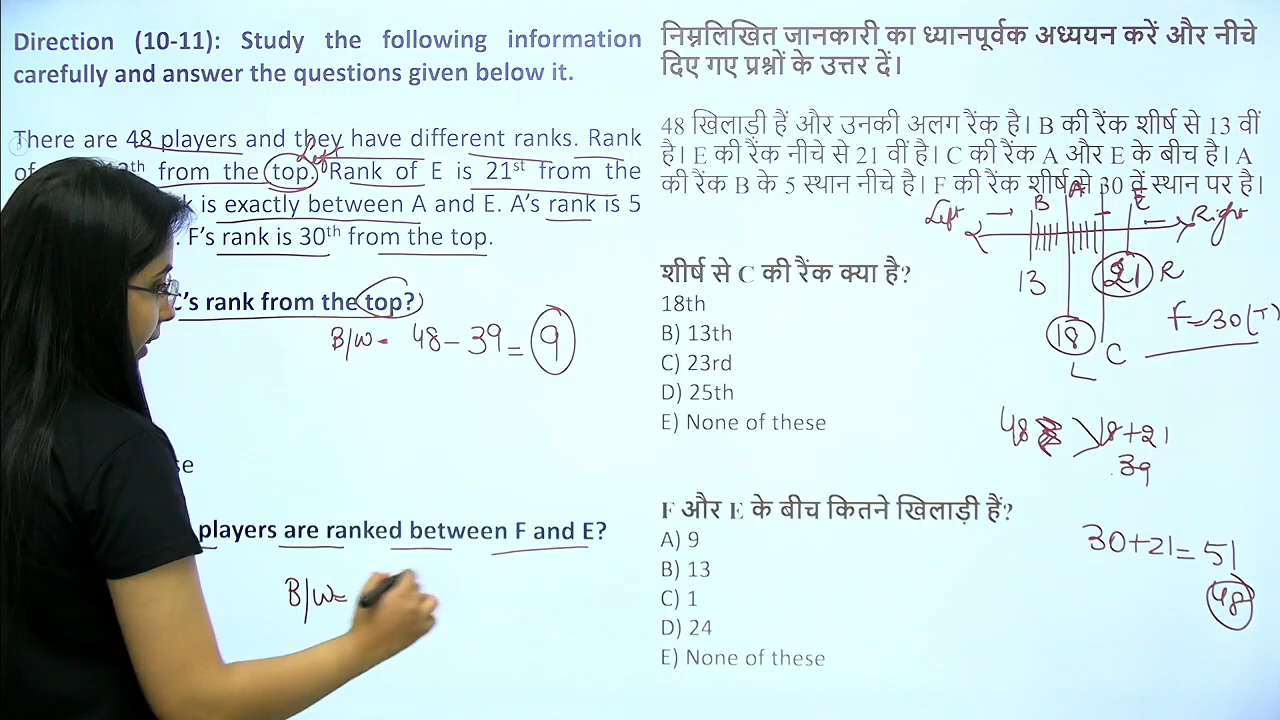 Direction (10-11): Study the following information
carefully and answer the questions given below it.
There are 48 players and they have different ranks. Rank
Left
from the top. Rank of E is 21st from the
is exactly between A and E. A's rank is 5
F's rank is 30th from the top.
C's rank from the top?
B/w = 48 - 39 = 9
players are ranked between F and E?
B/w =
निम्नलिखित जानकारी का ध्यानपूर्वक अध्ययन करें और नीचे
दिए गए प्रश्नों के उत्तर दें।
48 खिलाड़ी हैं और उनकी अलग रैंक है। B की रैंक शीर्ष से 13 वीं
है। E की रैंक नीचे से 21 वीं है। C की रैंक A और E के बीच है। A
की रैंक B के 5 स्थान नीचे है। F की रैंक शीर्ष से 30 वें स्थान पर है।
Left B A E Right
13 21 R
F = 30 (T)
18 C
L
शीर्ष से C की रैंक क्या है?
18th
B) 13th
C) 23rd
D) 25th
E) None of these
48 > 18+21
39
F और E के बीच कितने खिलाड़ी हैं?
A) 9
B) 13
C) 1
D) 24
E) None of these
30+21 = 51
48